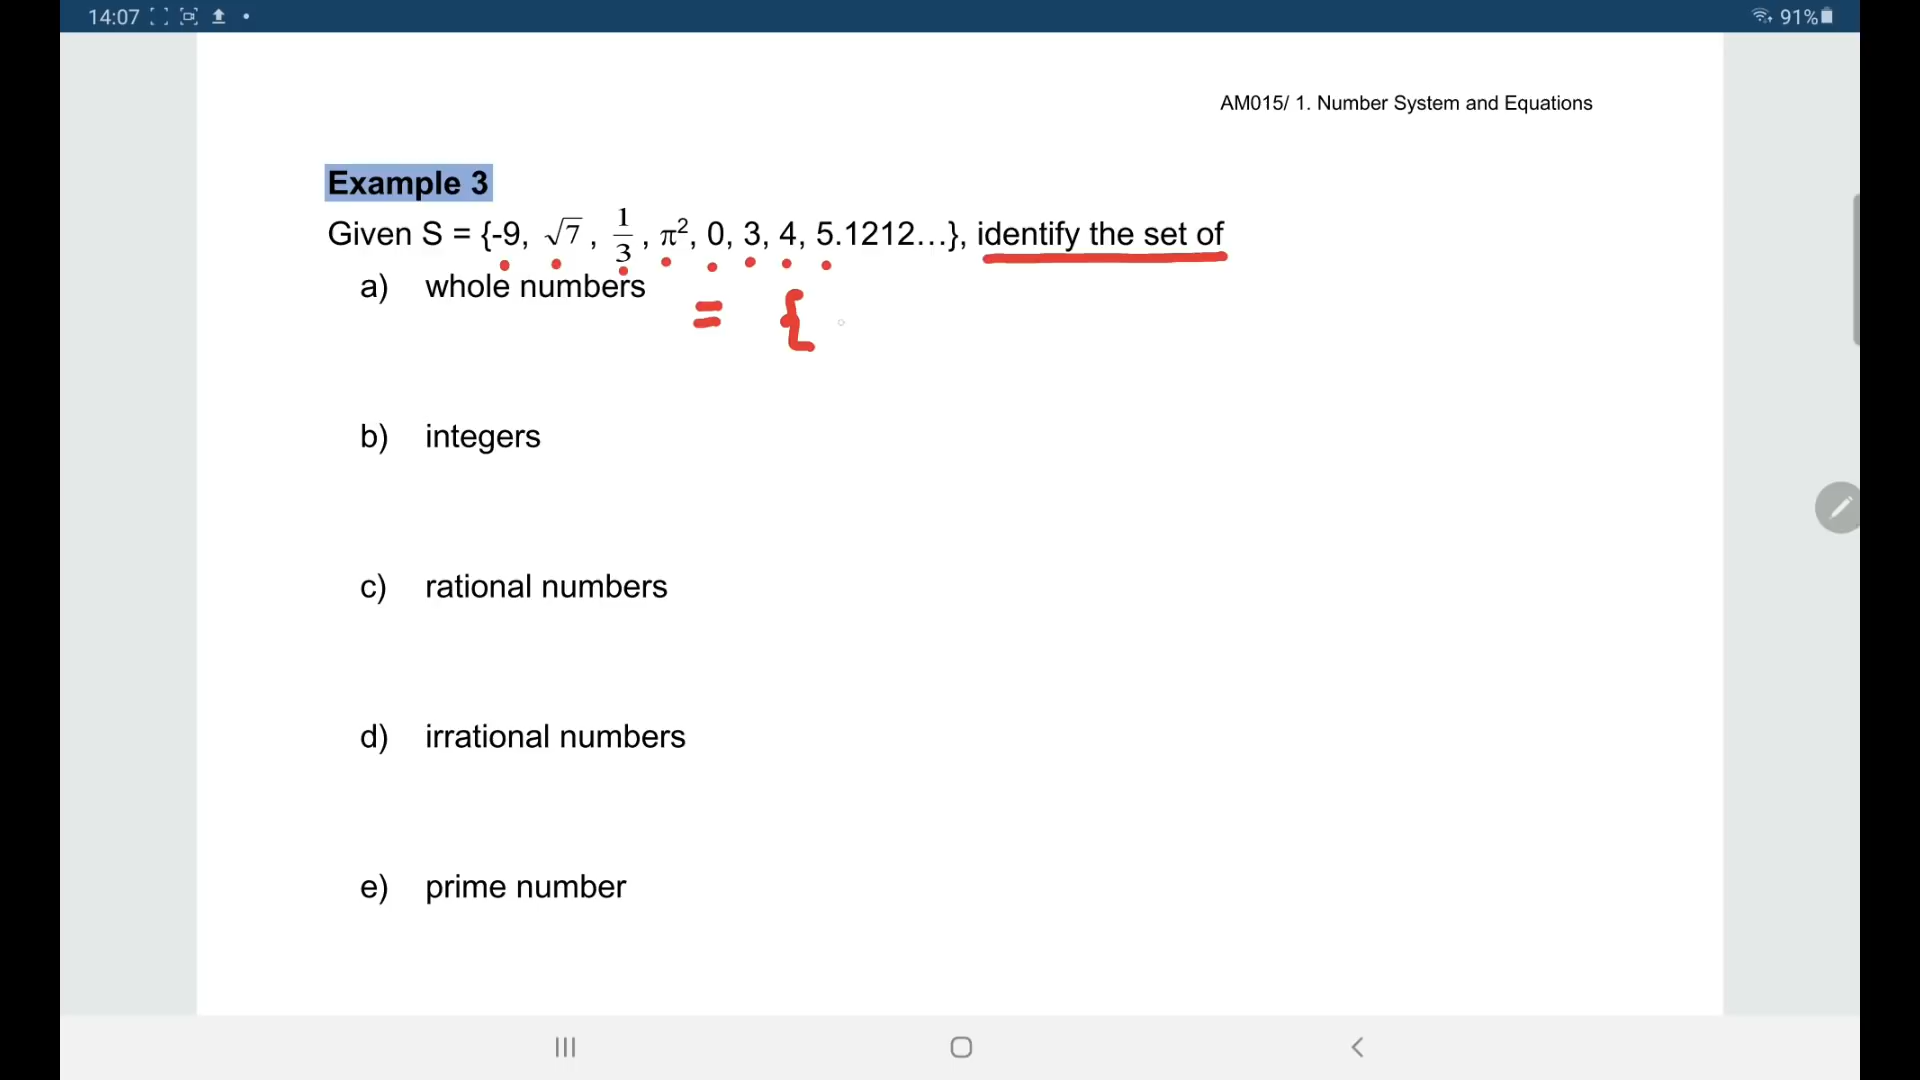 14:07 91%
AM015/ 1. Number System and Equations
Example 3
Given S = {-9, √7, 1/3, π², 0, 3, 4, 5.1212…}, identify the set of
a) whole numbers = {
b) integers
c) rational numbers
d) irrational numbers
e) prime number